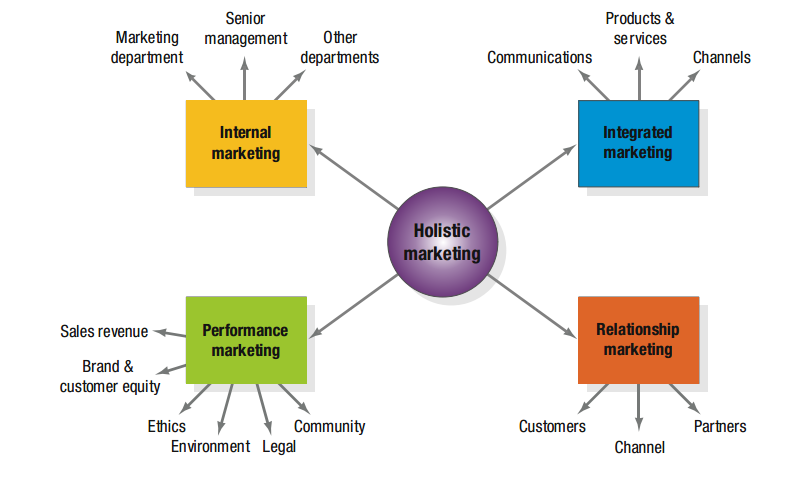 Senior
management
Marketing
department
Other
departments
Products &
services
Communications
Channels
Internal
marketing
Integrated
marketing
Holistic
marketing
Performance
marketing
Relationship
marketing
Sales revenue
Brand &
customer equity
Ethics
Environment
Legal
Community
Customers
Channel
Partners